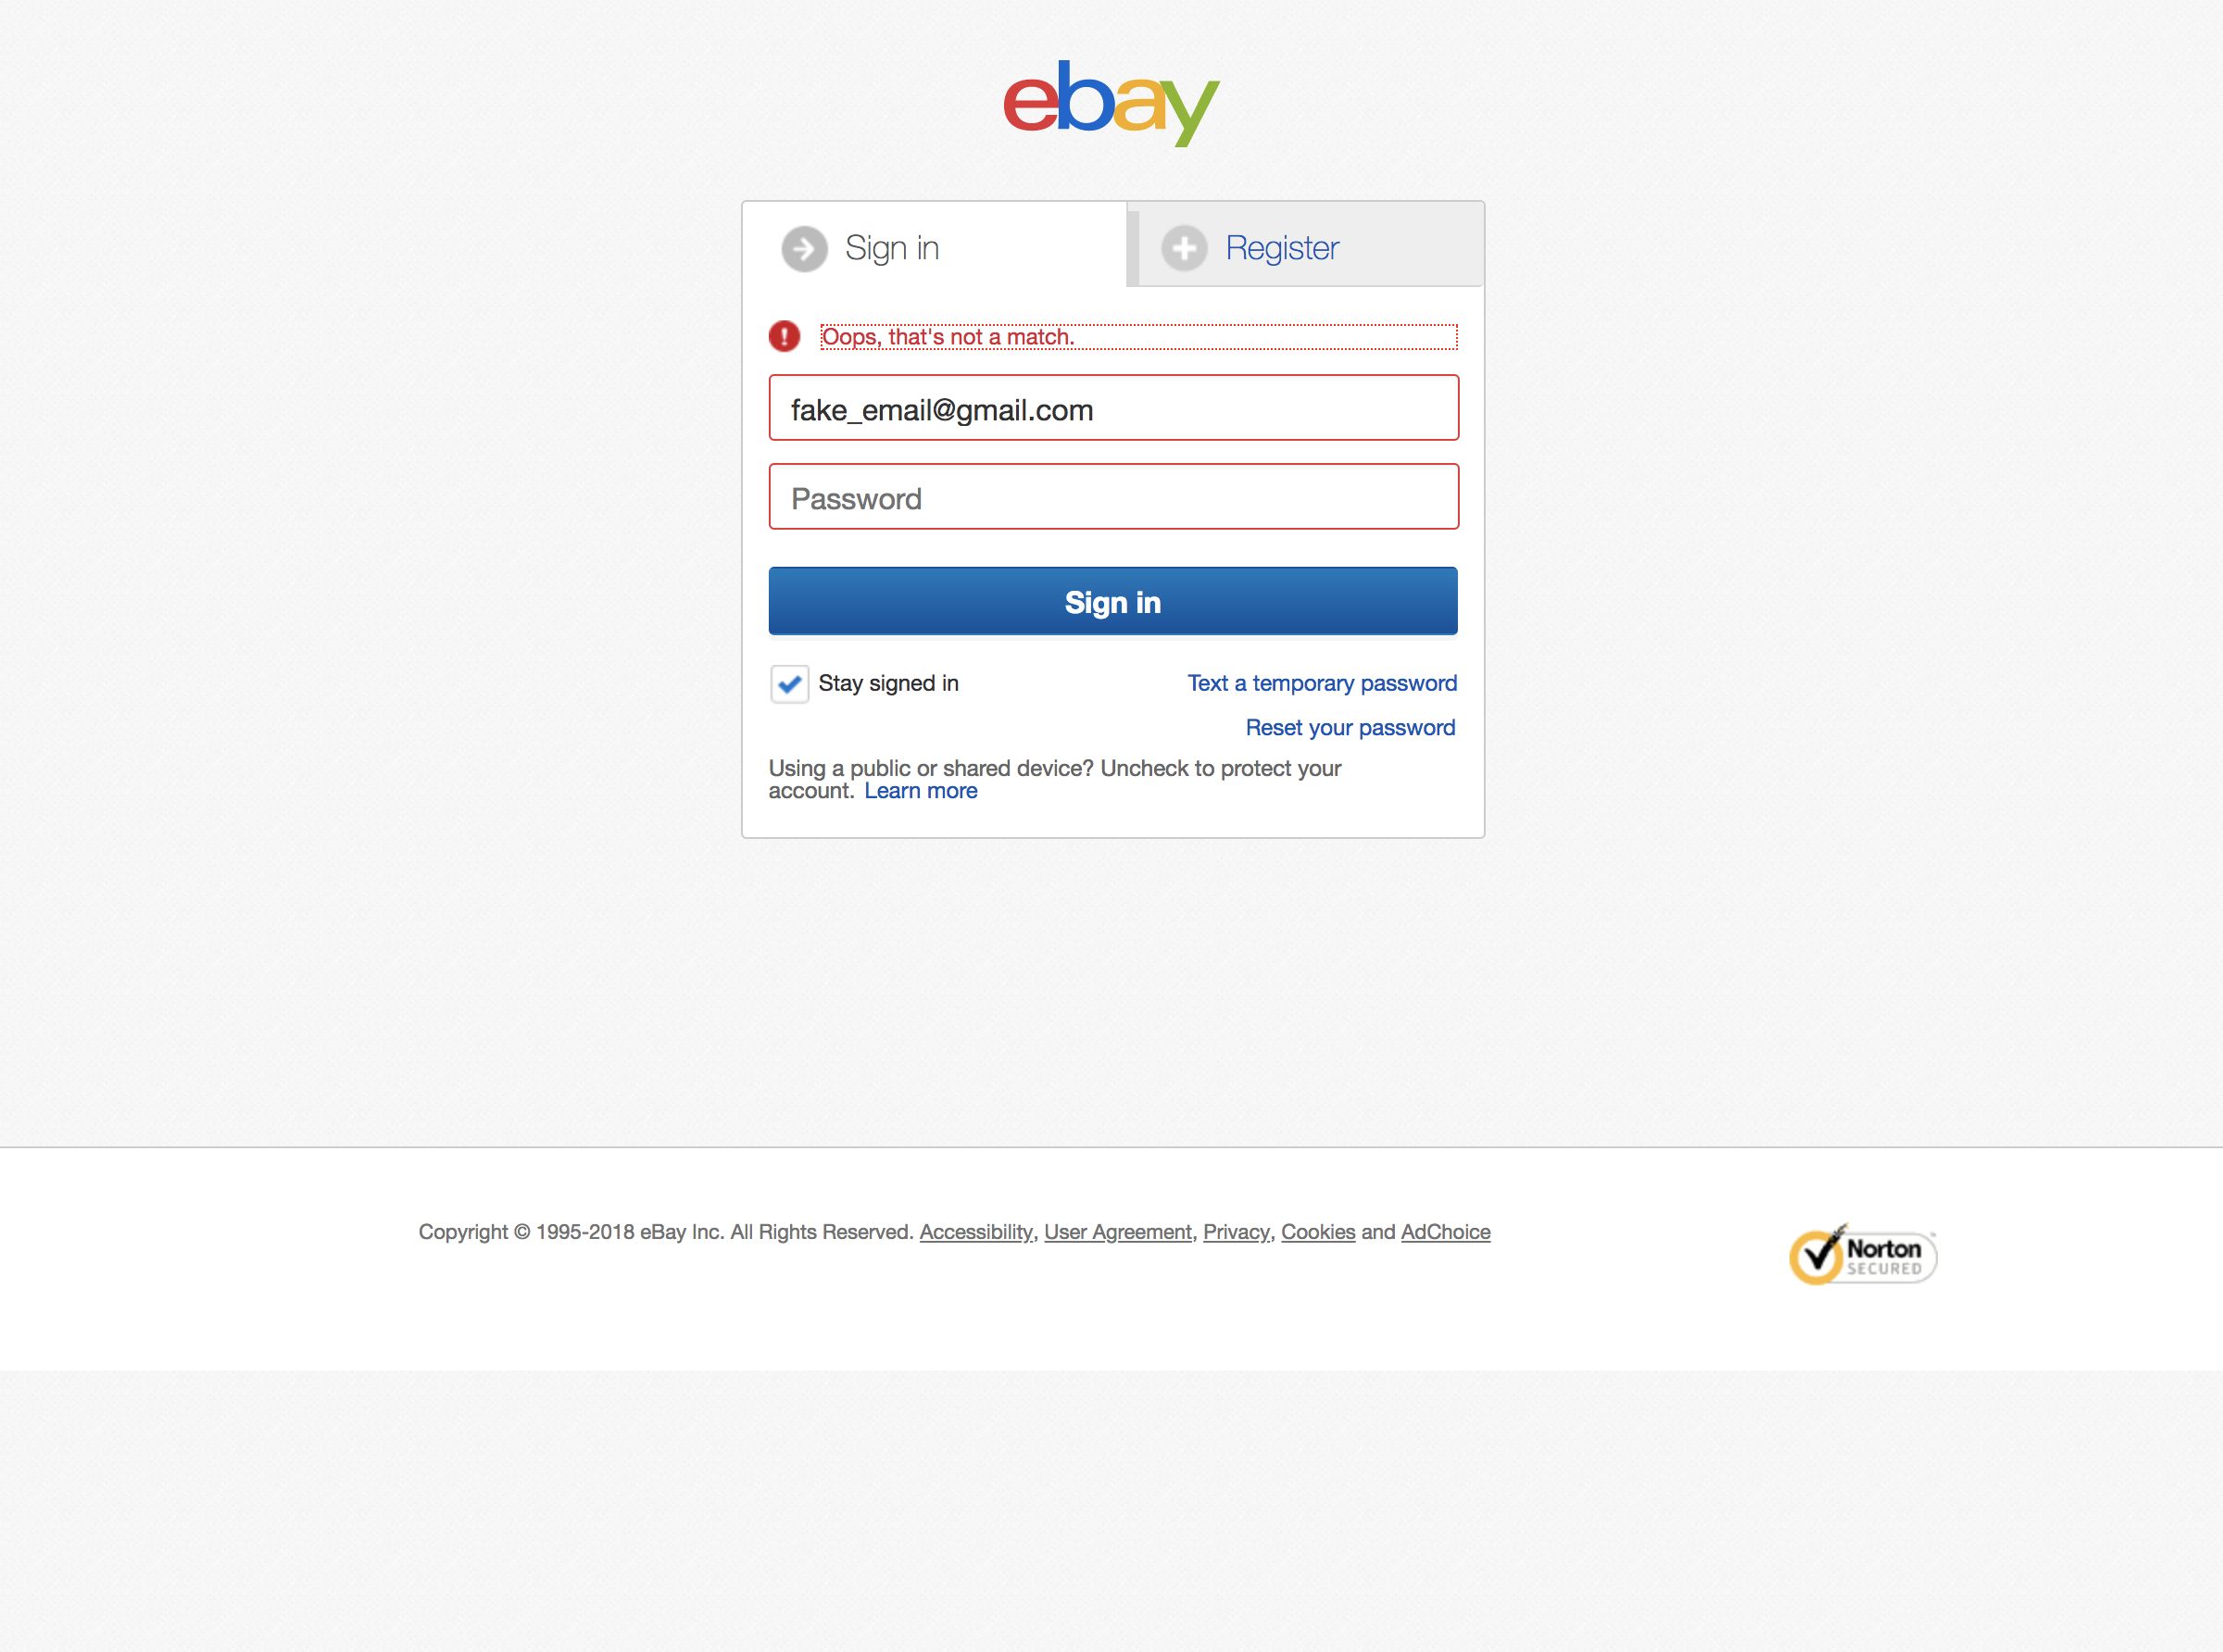 ebay
Sign in
Register
Oops, that's not a match.
fake_email@gmail.com
Password
Sign in
Stay signed in
Text a temporary password
Reset your password
Using a public or shared device? Uncheck to protect your
account. Learn more
Copyright © 1995-2018 eBay Inc. All Rights Reserved. Accessibility, User Agreement, Privacy, Cookies and AdChoice
Norton
SECURED